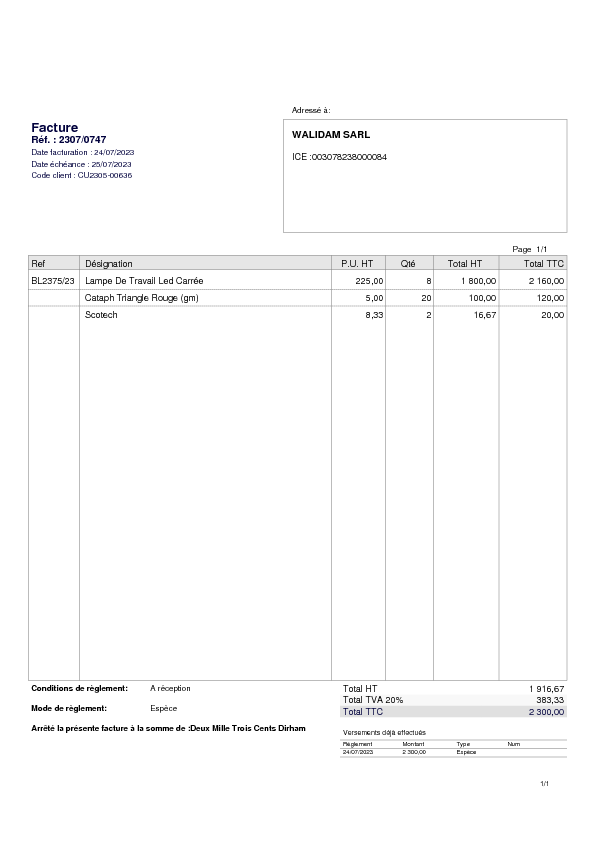 Adressé à:
Facture
Réf. : 2307/0747
Date facturation : 24/07/2023
Date échéance : 25/07/2023
Code client : CU2305-00636
WALIDAM SARL
ICE :003078238000084
Page 1/1
Ref Désignation P.U. HT Qté Total HT Total TTC
BL2375/23 Lampe De Travail Led Carrée 225,00 8 1 800,00 2 160,00
Cataph Triangle Rouge (gm) 5,00 20 100,00 120,00
Scotech 8,33 2 16,67 20,00
Conditions de règlement: A réception
Mode de règlement: Espèce
Arrêté la présente facture à la somme de :Deux Mille Trois Cents Dirham
Total HT 1 916,67
Total TVA 20% 383,33
Total TTC 2 300,00
Versements déjà effectués
Règlement Montant Type Num
24/07/2023 2 300,00 Espèce
1/1